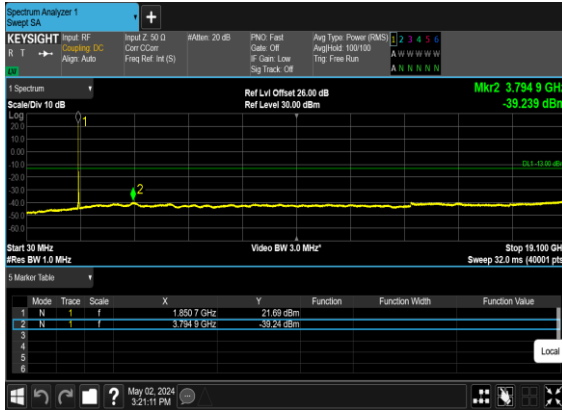 Spectrum Analyzer 1
Swept SA
+
KEYSIGHT Input: RF Input Z: 50 Ω #Atten: 20 dB PNO: Fast Avg Type: Power (RMS) 1 2 3 4 5 6
R T Coupling: DC Corr CCorr Gate: Off Avg|Hold: 100/100 A W W W W W
Align: Auto Freq Ref: Int (S) IF Gain: Low Trig: Free Run
Sig Track: Off A N N N N N
1 Spectrum
Scale/Div 10 dB
Ref Lvl Offset 26.00 dB
Ref Level 30.00 dBm
Mkr2 3.794 9 GHz
-39.239 dBm
Log
20.0
10.0
0.00
-10.0
-20.0
-30.0
-40.0
-50.0
-60.0
1
2
DL1 -13.00 dBm
Start 30 MHz Video BW 3.0 MHz* Stop 19.100 GHz
#Res BW 1.0 MHz Sweep 32.0 ms (40001 pts)
5 Marker Table
Mode Trace Scale X Y Function Function Width Function Value
1 N 1 f 1.850 7 GHz 21.69 dBm
2 N 1 f 3.794 9 GHz -39.24 dBm
3
4
5
6
Local
?
May 02, 2024
3:21:11 PM